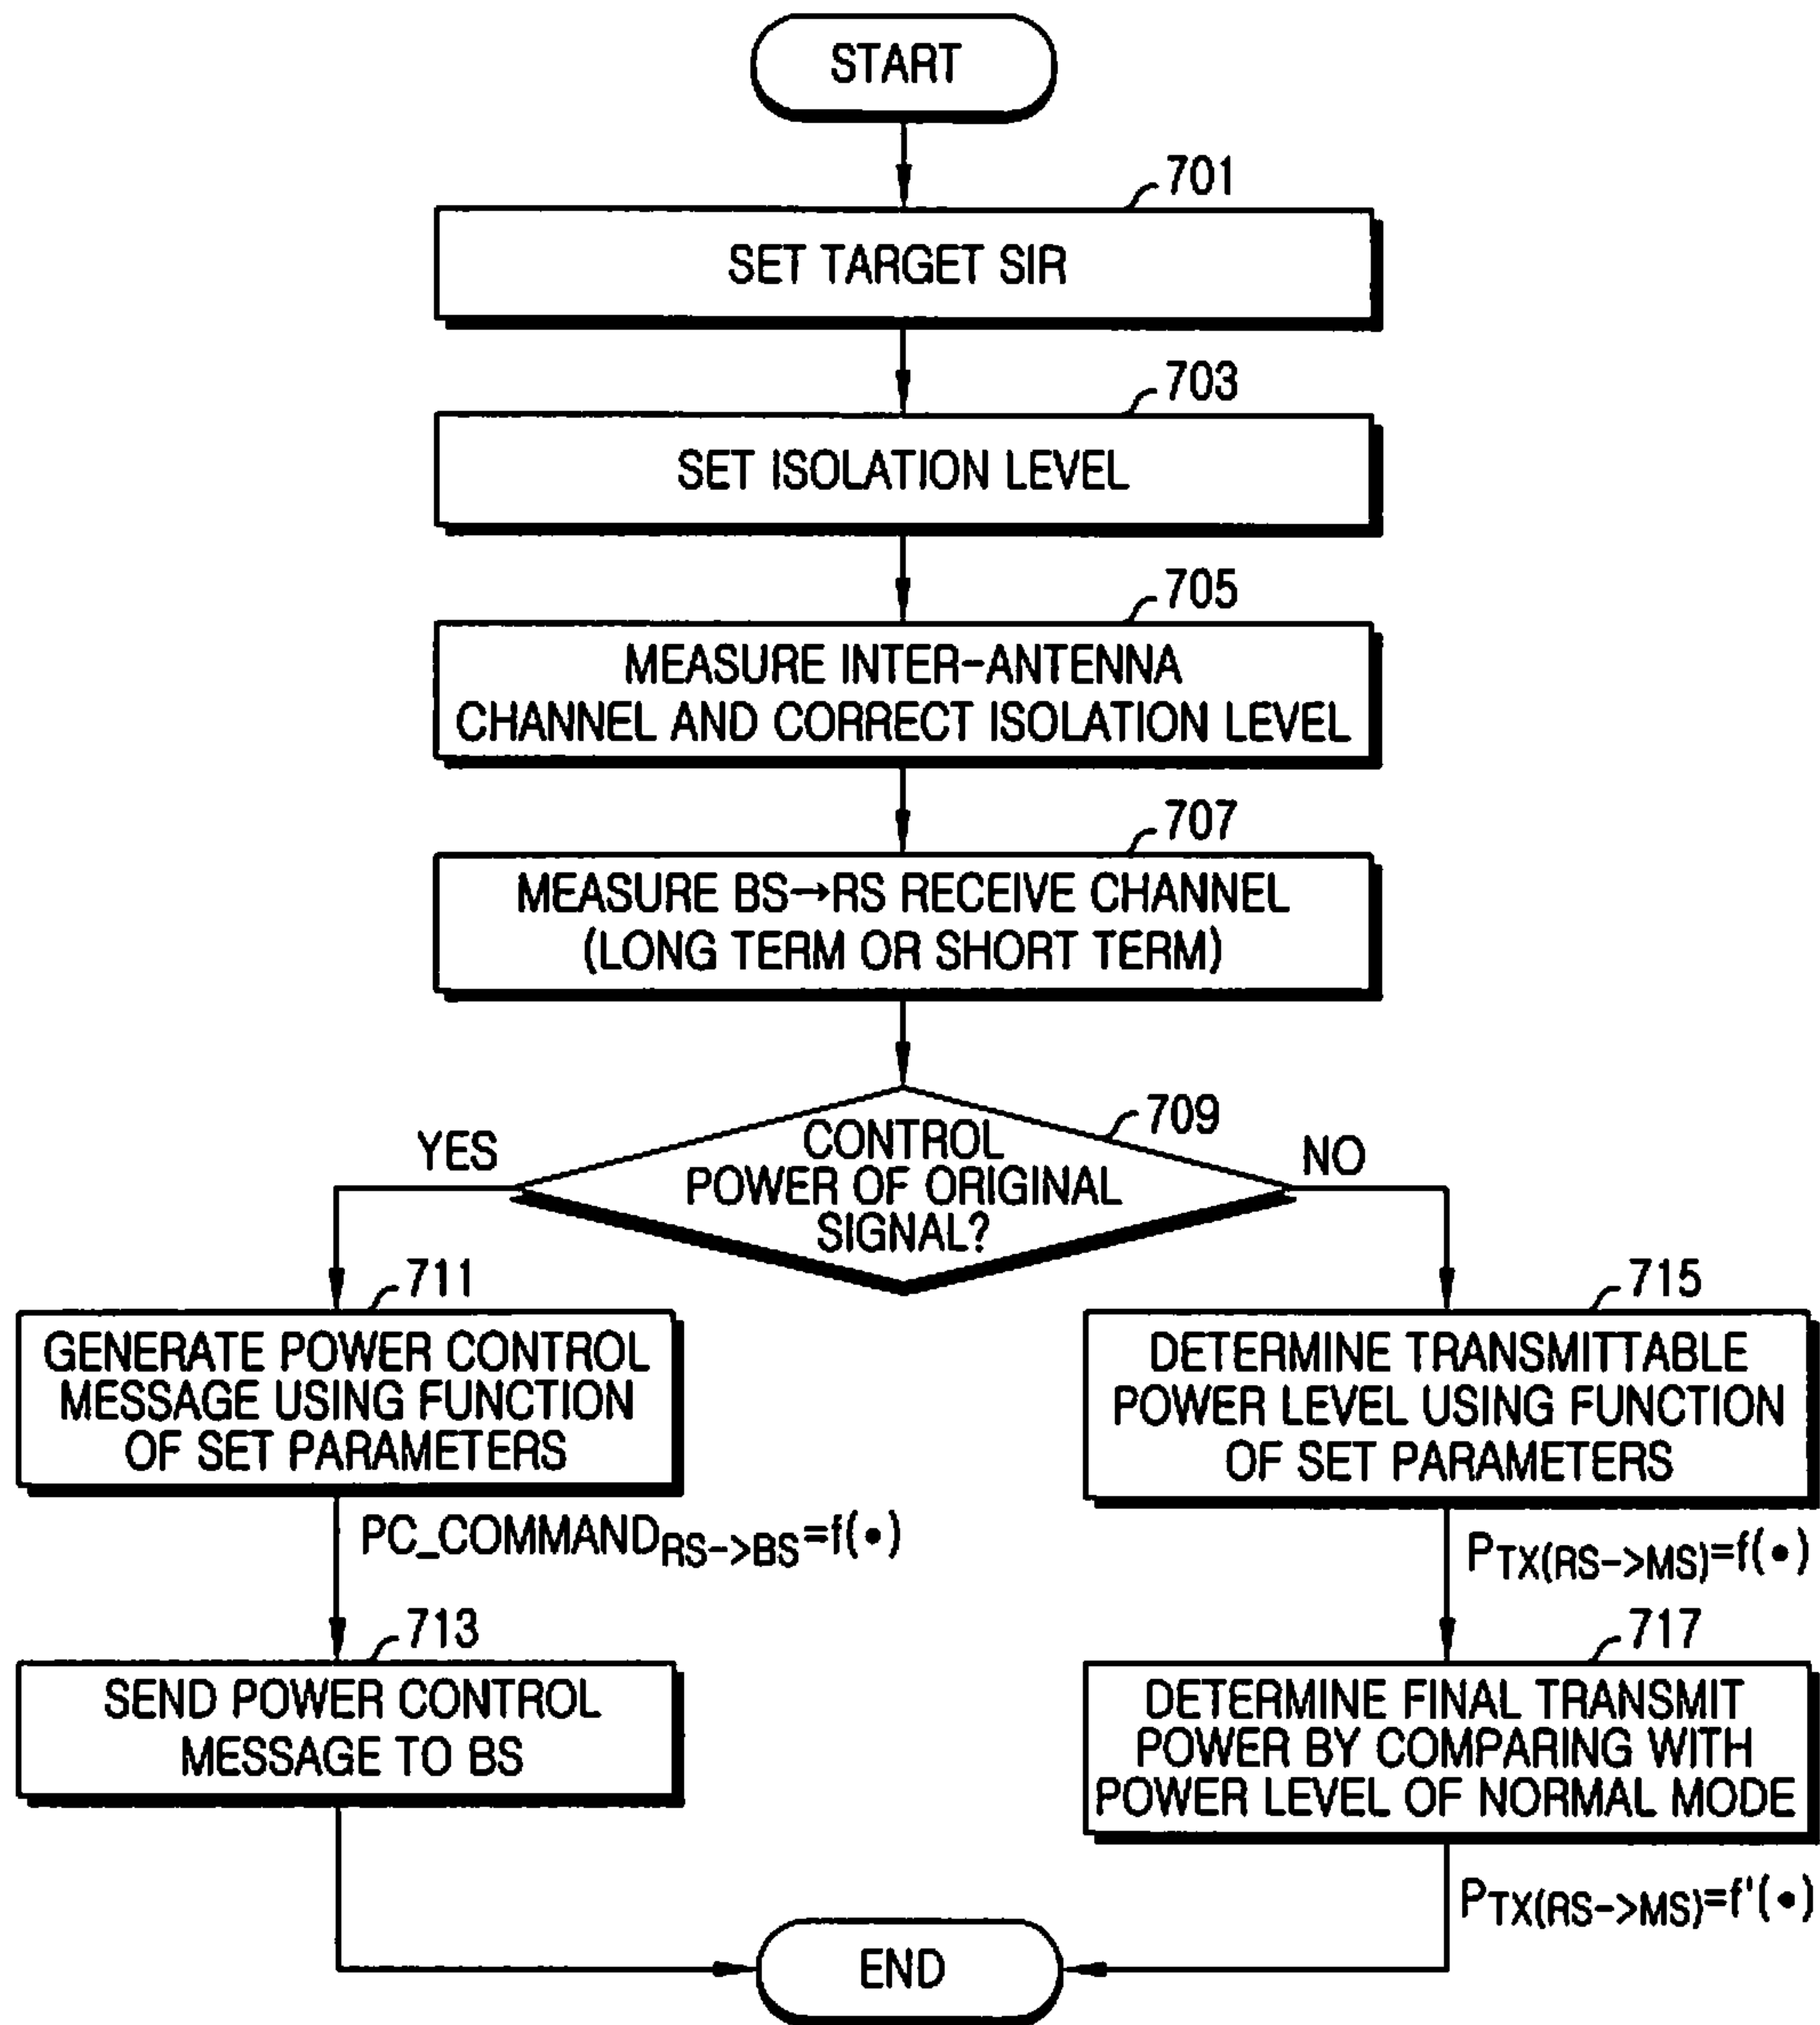 START
701
SET TARGET SIR
703
SET ISOLATION LEVEL
705
MEASURE INTER-ANTENNA
CHANNEL AND CORRECT ISOLATION LEVEL
707
MEASURE BS→RS RECEIVE CHANNEL
(LONG TERM OR SHORT TERM)
709
CONTROL
POWER OF ORIGINAL
SIGNAL?
YES
NO
711
GENERATE POWER CONTROL
MESSAGE USING FUNCTION
OF SET PARAMETERS
PC_COMMANDRS->BS=f(•)
713
SEND POWER CONTROL
MESSAGE TO BS
715
DETERMINE TRANSMITTABLE
POWER LEVEL USING FUNCTION
OF SET PARAMETERS
PTX(RS->MS)=f(•)
717
DETERMINE FINAL TRANSMIT
POWER BY COMPARING WITH
POWER LEVEL OF NORMAL MODE
PTX(RS->MS)=f'(•)
END